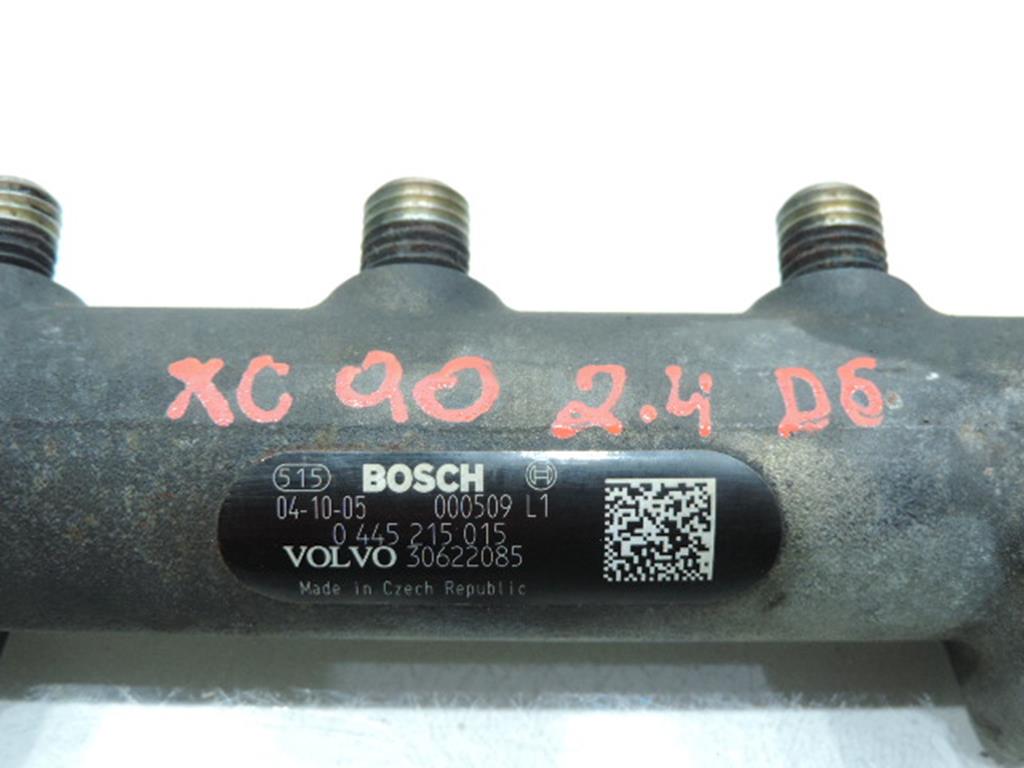 XC 90 2.4 D5
515 BOSCH
04-10-05 000509 L1
0 445 215 015
VOLVO 30622085
Made in Czech Republic